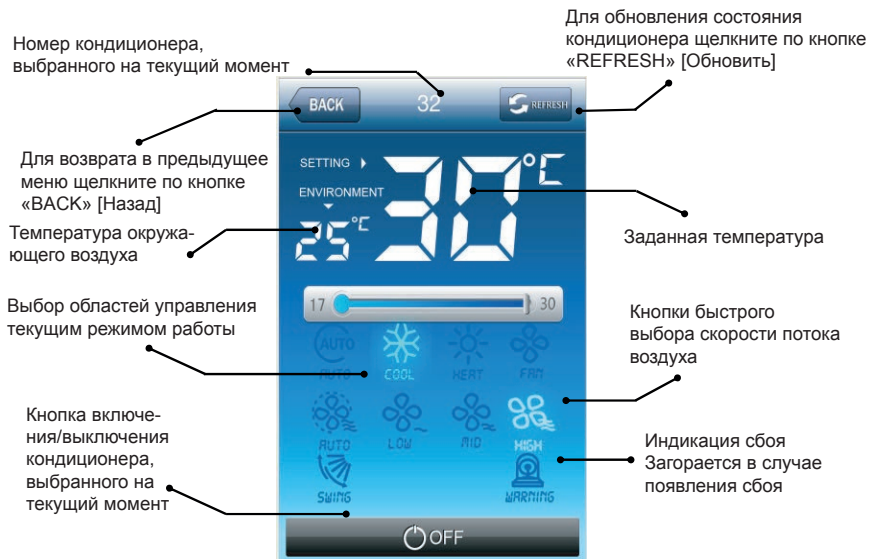 Для обновления состояния
кондиционера щелкните по кнопке
«REFRESH» [Обновить]
Номер кондиционера,
выбранного на текущий момент
BACK
32
REFRESH
Для возврата в предыдущее
меню щелкните по кнопке
«BACK» [Назад]
SETTING
30°C
ENVIRONMENT
25°C
Температура окружа-
ющего воздуха
Заданная температура
17
30
Выбор областей управления
текущим режимом работы
Кнопки быстрого
выбора скорости потока
воздуха
AUTO
AUTO
COOL
HEAT
FAN
AUTO
LOW
MID
HIGH
Кнопка включе-
ния/выключения
кондиционера,
выбранного на
текущий момент
Индикация сбоя
Загорается в случае
появления сбоя
SWING
WARNING
OFF